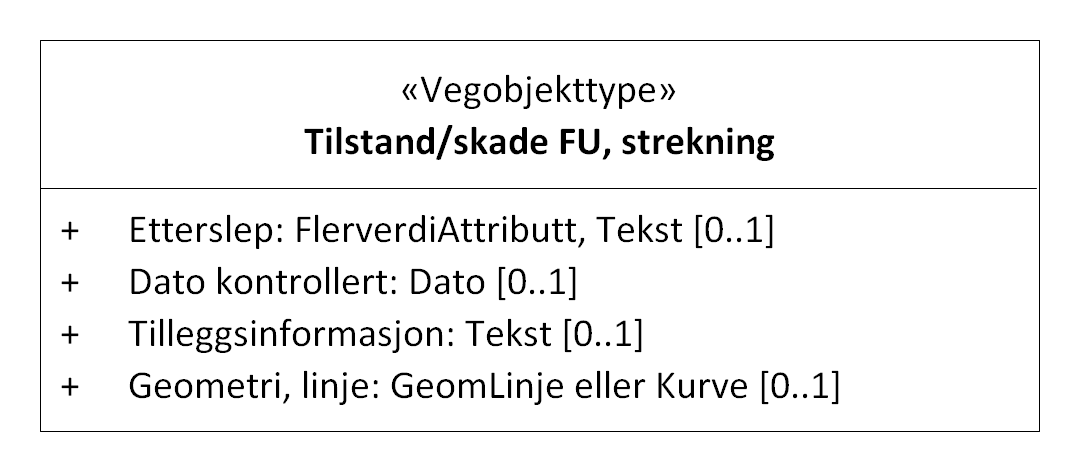 «Vegobjekttype»
Tilstand/skade FU, strekning
+ Etterslep: FlerverdiAttributt, Tekst [0..1]
+ Dato kontrollert: Dato [0..1]
+ Tilleggsinformasjon: Tekst [0..1]
+ Geometri, linje: GeomLinje eller Kurve [0..1]